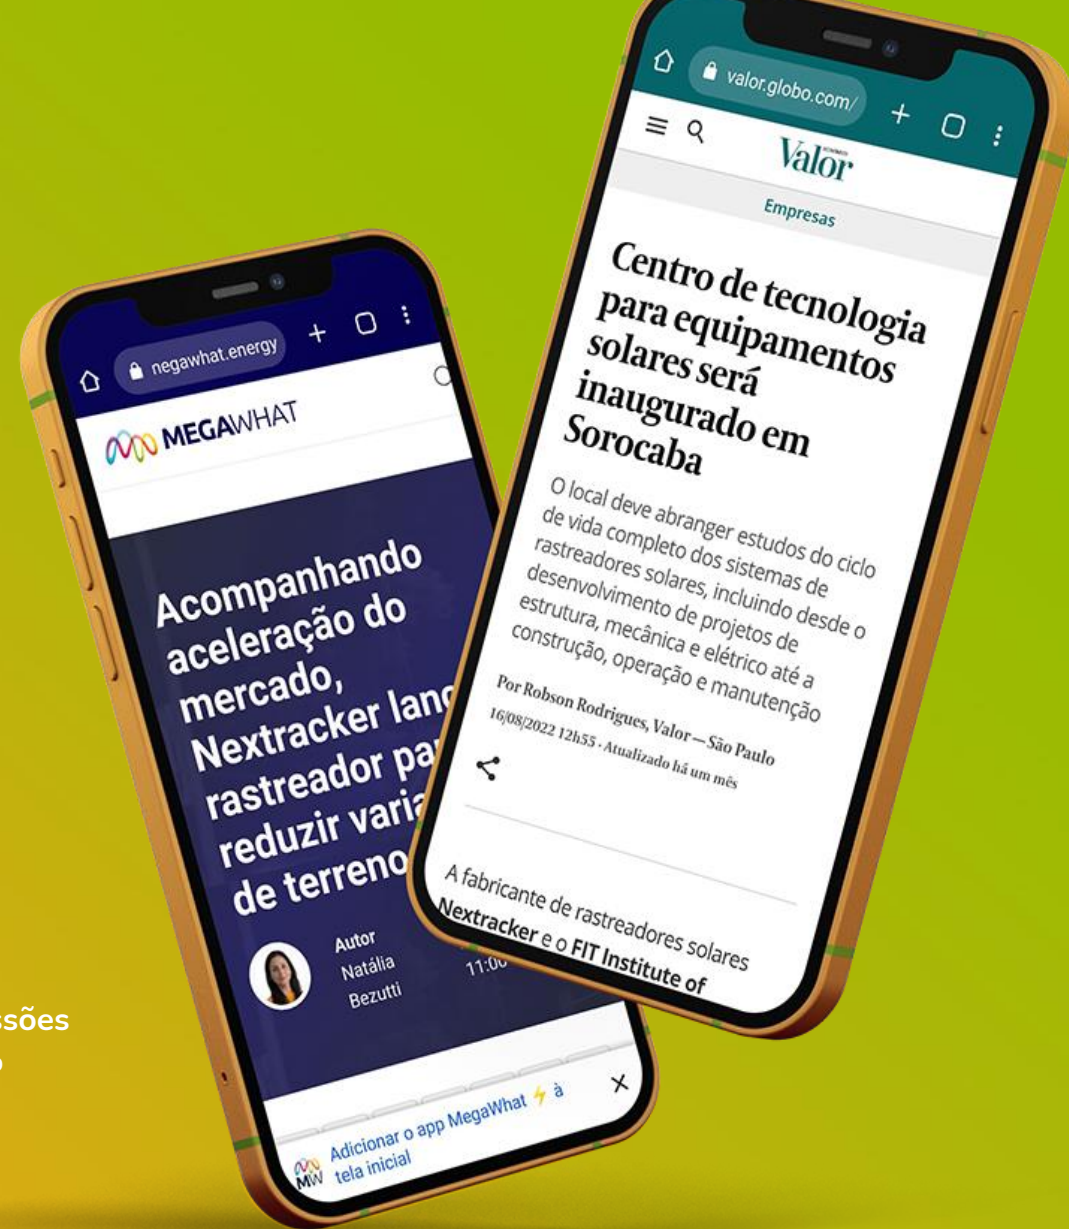 negawhat.energy
MEGAWHAT
Acompanhando
aceleração do
mercado,
Nextracker lanç
rastreador pa
reduzir varia
de terreno
Autor
Natália
Bezutti
11:00
Adicionar o app MegaWhat ⚡ à
tela inicial
MW
valor.globo.com/
Valor
Empresas
Centro de tecnologia
para equipamentos
solares será
inaugurado em
Sorocaba
O local deve abranger estudos do ciclo
de vida completo dos sistemas de
rastreadores solares, incluindo desde o
desenvolvimento de projetos de
estrutura, mecânica e elétrico até a
construção, operação e manutenção
Por Robson Rodrigues, Valor — São Paulo
16/08/2022 12h55 · Atualizado há um mês
A fabricante de rastreadores solares
Nextracker e o FIT Institute of
ssões